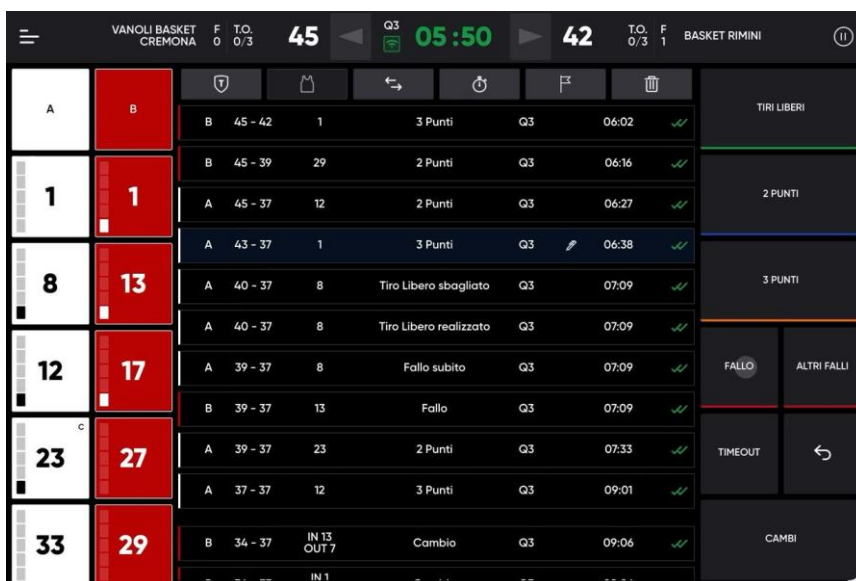 VANOLI BASKET CREMONA F 0 T.O. 0/3 45 Q3 05:50 42 T.O. 0/3 F 1 BASKET RIMINI
A B
T
B 45 - 42 1 3 Punti Q3 06:02
B 45 - 39 29 2 Punti Q3 06:16
A 45 - 37 12 2 Punti Q3 06:27
A 43 - 37 1 3 Punti Q3 06:38
A 40 - 37 8 Tiro Libero sbagliato Q3 07:09
A 40 - 37 8 Tiro Libero realizzato Q3 07:09
A 39 - 37 8 Fallo subito Q3 07:09
B 39 - 37 13 Fallo Q3 07:09
A 39 - 37 23 2 Punti Q3 07:33
A 37 - 37 12 3 Punti Q3 09:01
B 34 - 37 IN 13 OUT 7 Cambio Q3 09:06
IN 1
1 1
8 13
12 17
C
23 27
33 29
TIRI LIBERI
2 PUNTI
3 PUNTI
FALLO ALTRI FALLI
TIMEOUT
CAMBI